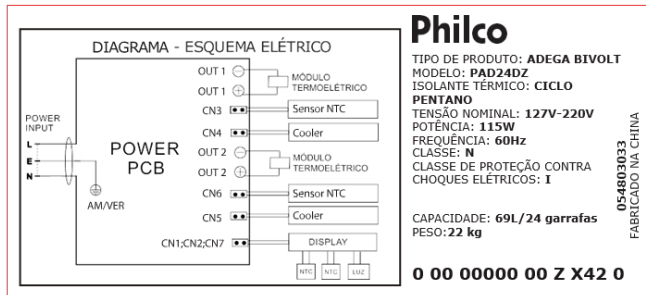 DIAGRAMA - ESQUEMA ELÉTRICO
POWER INPUT
L
E
N
AM/VER
POWER PCB
OUT 1
OUT 1
MÓDULO TERMOELÉTRICO
CN3
Sensor NTC
CN4
Cooler
OUT 2
OUT 2
MÓDULO TERMOELÉTRICO
CN6
Sensor NTC
CN5
Cooler
CN1;CN2;CN7
DISPLAY
NTC
NTC
LUZ
Philco
TIPO DE PRODUTO: ADEGA BIVOLT
MODELO: PAD24DZ
ISOLANTE TÉRMICO: CICLO
PENTANO
TENSÃO NOMINAL: 127V-220V
POTÊNCIA: 115W
FREQUÊNCIA: 60Hz
CLASSE: N
CLASSE DE PROTEÇÃO CONTRA
CHOQUES ELÉTRICOS: I
CAPACIDADE: 69L/24 garrafas
PESO:22 kg
0 00 00000 00 Z X42 0
054803033
FABRICADO NA CHINA